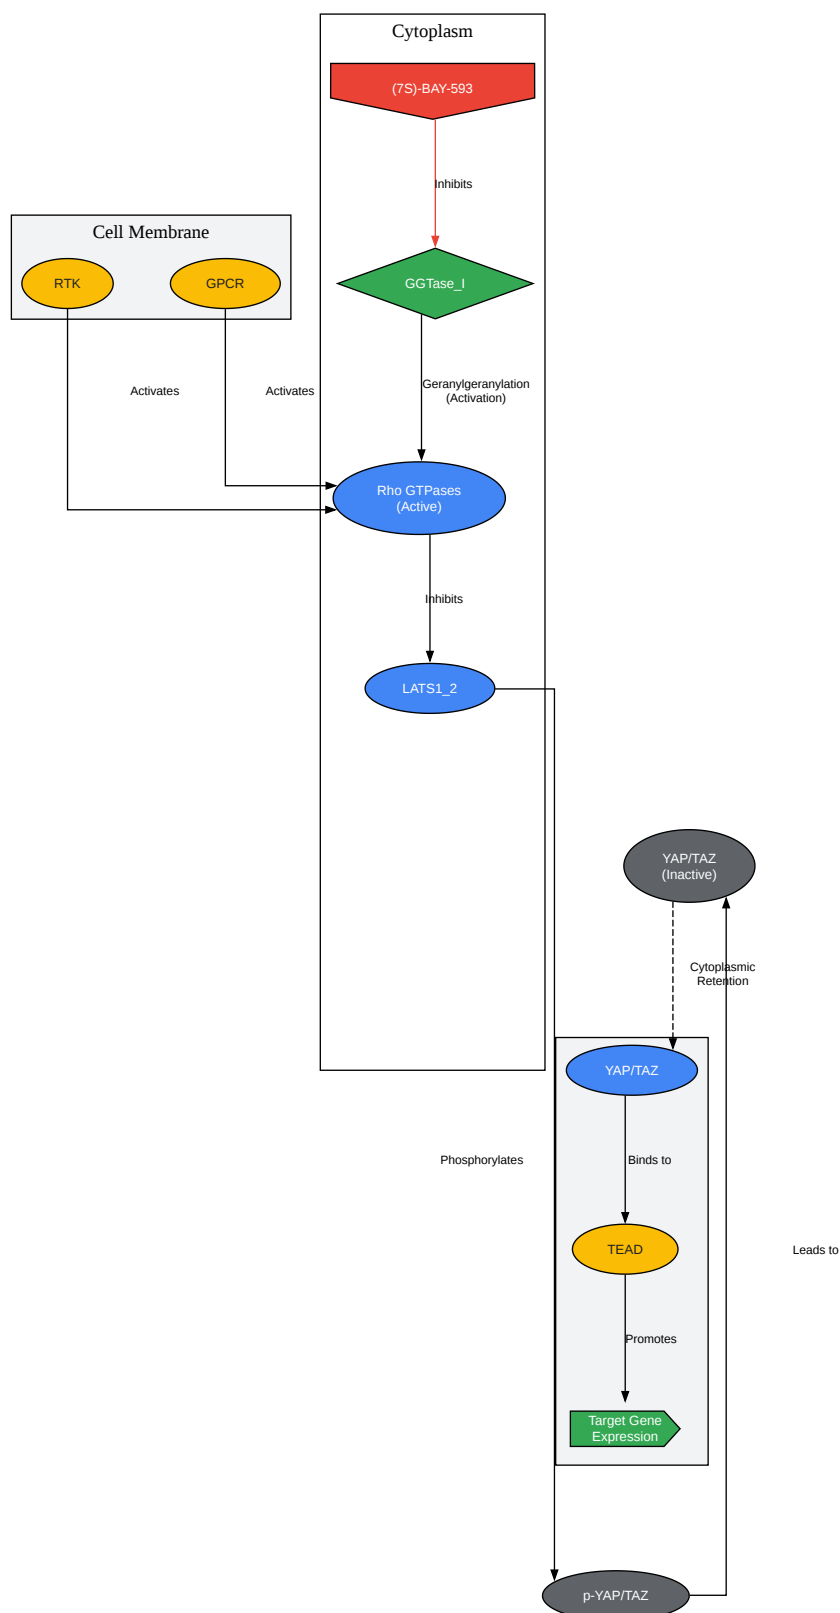 Cytoplasm
(7S)-BAY-593
Inhibits
Cell Membrane
RTK
GPCR
GGTase_I
Activates
Activates
Geranylgeranylation
(Activation)
Rho GTPases
(Active)
Inhibits
LATS1_2
YAP/TAZ
(Inactive)
Cytoplasmic
Retention
YAP/TAZ
Phosphorylates
Binds to
TEAD
Leads to
Promotes
Target Gene
Expression
p-YAP/TAZ